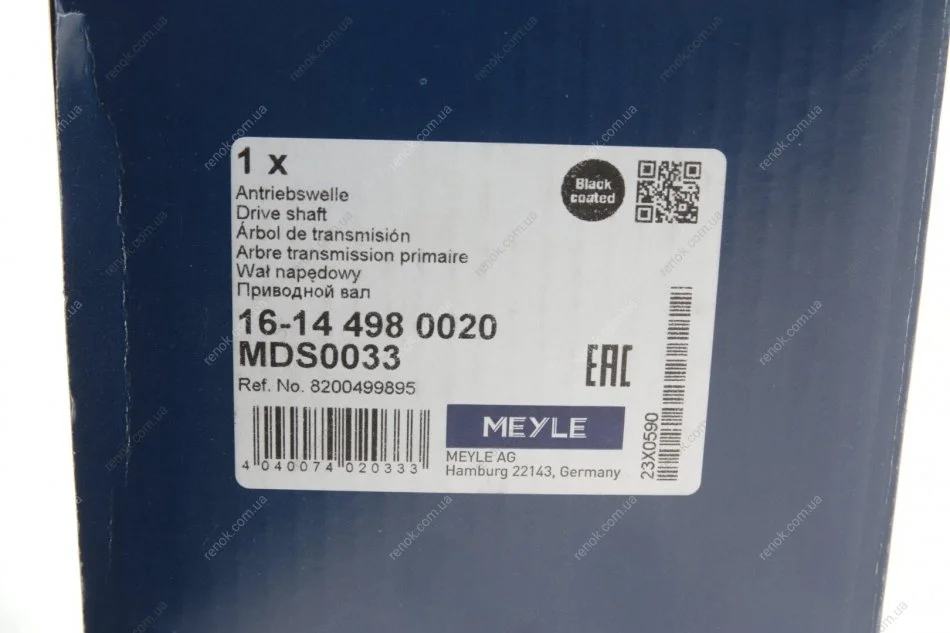 1 x
Antriebswelle
Drive shaft
Árbol de transmisión
Arbre transmission primaire
Wał napędowy
Приводной вал
16-14 498 0020
MDS0033
Ref. No. 8200499895
4 040074 020333
Black
coated
EAC
MEYLE
MEYLE AG
Hamburg 22143, Germany
23X0590
renok.com.ua